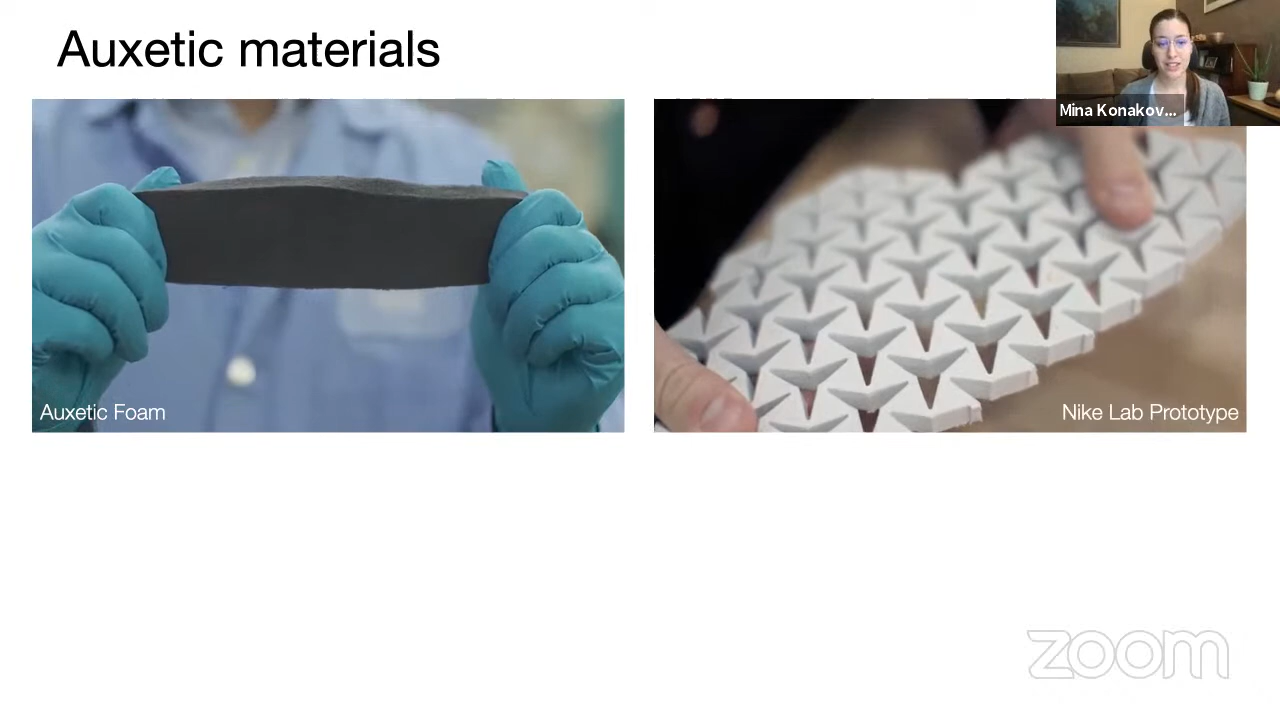 Auxetic materials
Mina Konakov...
Auxetic Foam
Nike Lab Prototype
zoom